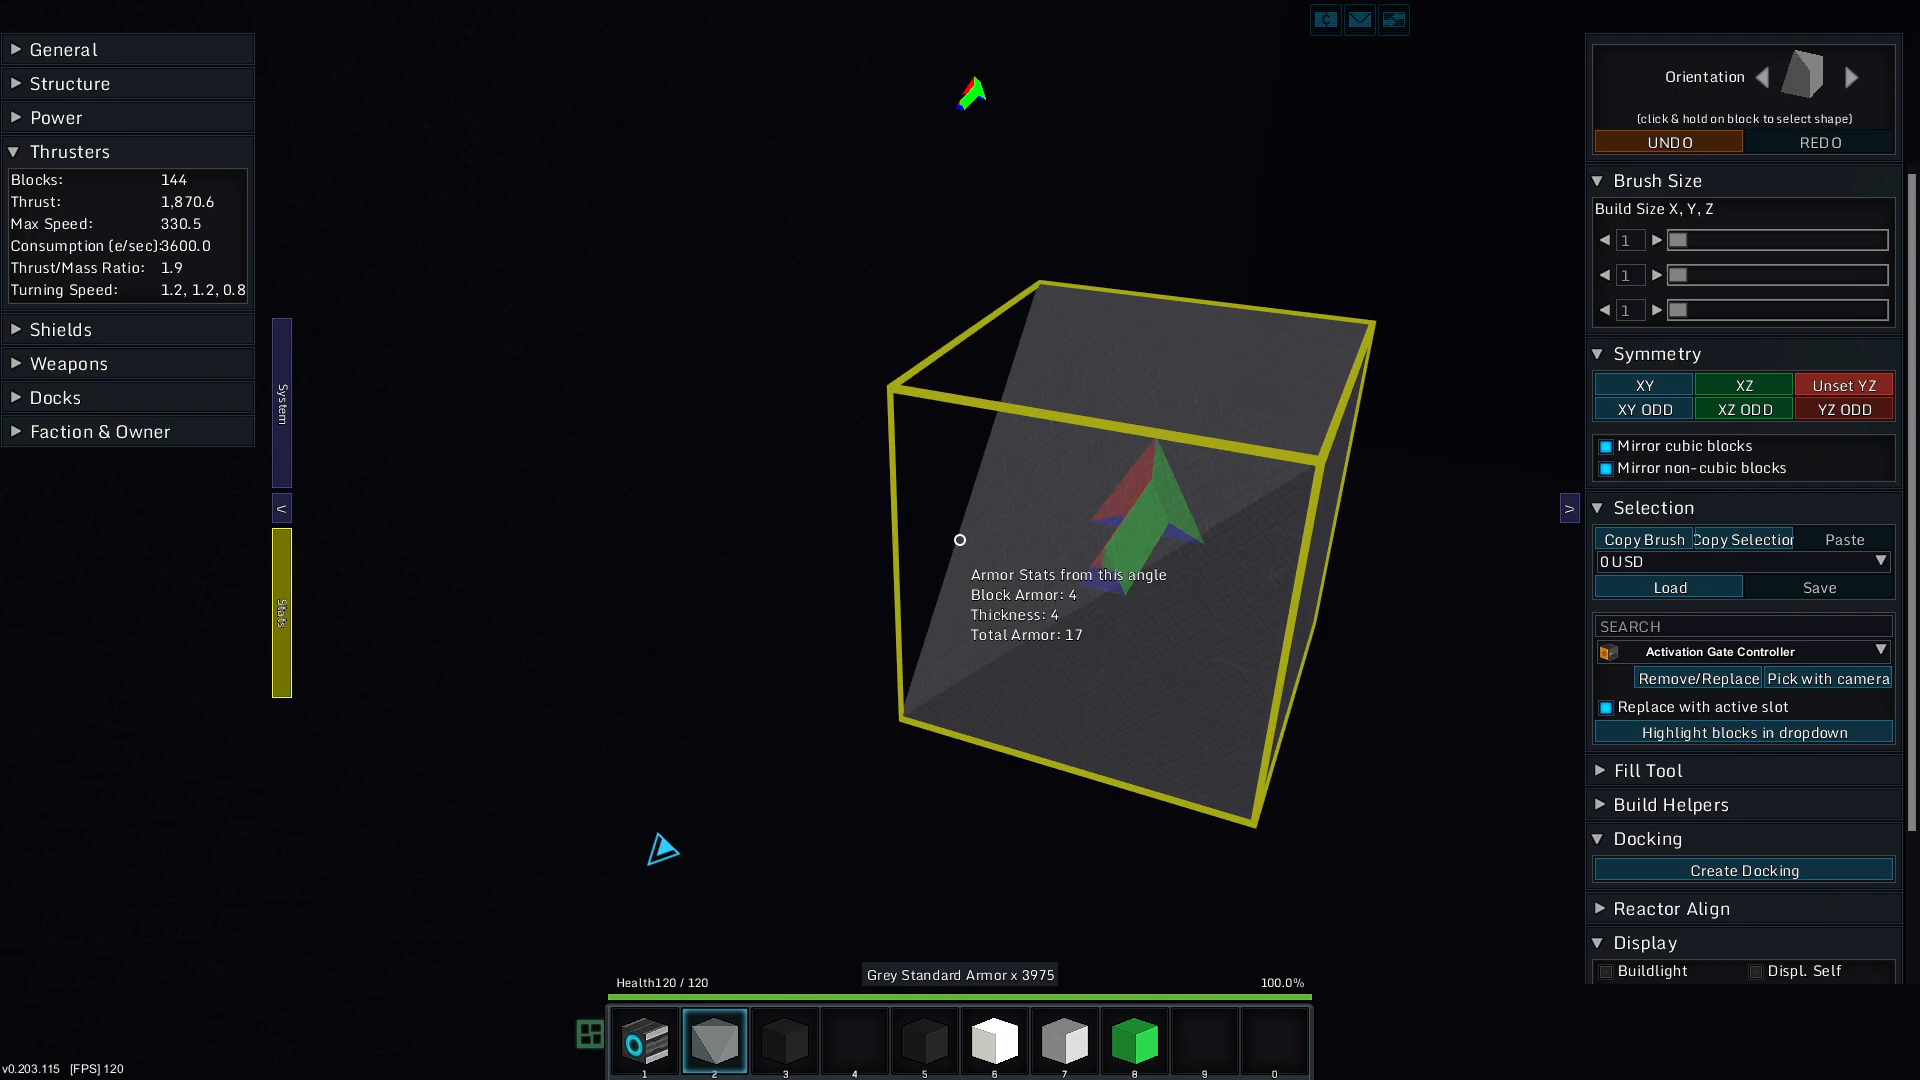 General
Structure
Power
Thrusters
Blocks: 144
Thrust: 1,870.6
Max Speed: 330.5
Consumption (e/sec):3600.0
Thrust/Mass Ratio: 1.9
Turning Speed: 1.2, 1.2, 0.8
Shields
Weapons
Docks
Faction & Owner
System
V
Stats
Armor Stats from this angle
Block Armor: 4
Thickness: 4
Total Armor: 17
Orientation
(click & hold on block to select shape)
UNDO REDO
Brush Size
Build Size X, Y, Z
1
1
1
Symmetry
XY XZ Unset YZ
XY ODD XZ ODD YZ ODD
Mirror cubic blocks
Mirror non-cubic blocks
Selection
Copy Brush Copy Selection Paste
0 USD
Load Save
SEARCH
Activation Gate Controller
Remove/Replace Pick with camera
Replace with active slot
Highlight blocks in dropdown
Fill Tool
Build Helpers
Docking
Create Docking
Reactor Align
Display
Buildlight Displ. Self
Grey Standard Armor x 3975
Health120 / 120 100.0%
1 2 3 4 5 6 7 8 9 0
v0.203.115 [FPS] 120